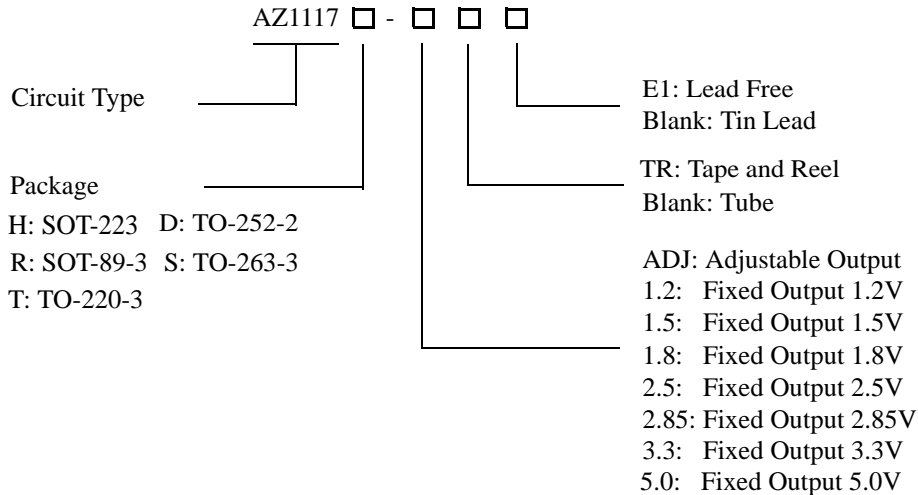 AZ1117 □ - □ □ □
Circuit Type
Package
H: SOT-223 D: TO-252-2
R: SOT-89-3 S: TO-263-3
T: TO-220-3
E1: Lead Free
Blank: Tin Lead
TR: Tape and Reel
Blank: Tube
ADJ: Adjustable Output
1.2: Fixed Output 1.2V
1.5: Fixed Output 1.5V
1.8: Fixed Output 1.8V
2.5: Fixed Output 2.5V
2.85: Fixed Output 2.85V
3.3: Fixed Output 3.3V
5.0: Fixed Output 5.0V